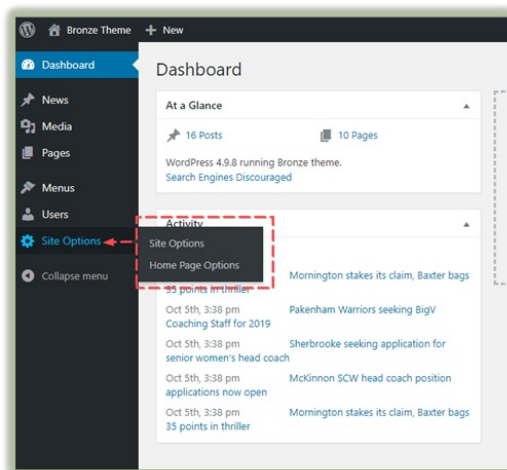 Bronze Theme + New
Dashboard
News
Media
Pages
Menus
Users
Site Options
Collapse menu
Site Options
Home Page Options
Dashboard
At a Glance
16 Posts 10 Pages
WordPress 4.9.8 running Bronze theme.
Search Engines Discouraged
Activity
Mornington stakes its claim, Baxter bags
35 points in thriller
Oct 5th, 3:38 pm Pakenham Warriors seeking BigV
Coaching Staff for 2019
Oct 5th, 3:38 pm Sherbrooke seeking application for
senior women's head coach
Oct 5th, 3:38 pm McKinnon SCW head coach position
applications now open
Oct 5th, 3:38 pm Mornington stakes its claim, Baxter bags
35 points in thriller